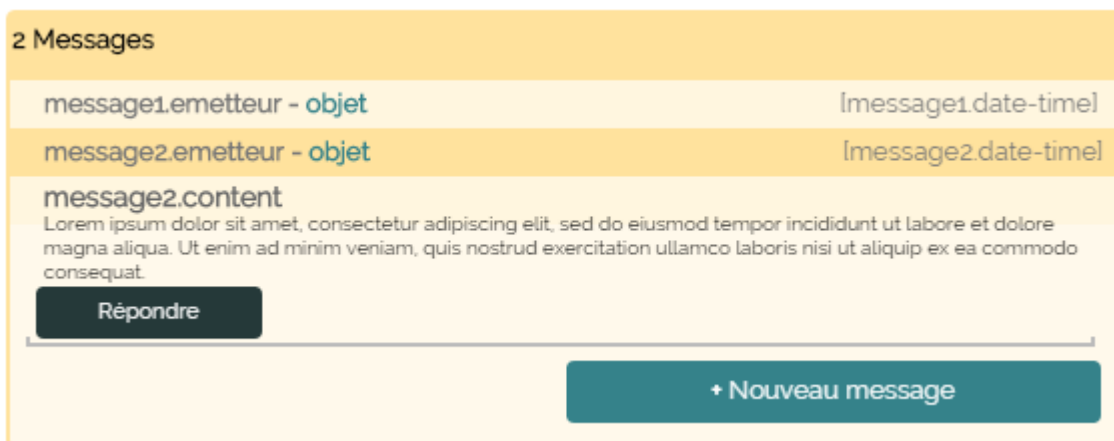 2 Messages
message1.emetteur - objet [message1.date-time]
message2.emetteur - objet [message2.date-time]
message2.content
Lorem ipsum dolor sit amet, consectetur adipiscing elit, sed do eiusmod tempor incididunt ut labore et dolore
magna aliqua. Ut enim ad minim veniam, quis nostrud exercitation ullamco laboris nisi ut aliquip ex ea commodo
consequat.
Répondre
+ Nouveau message